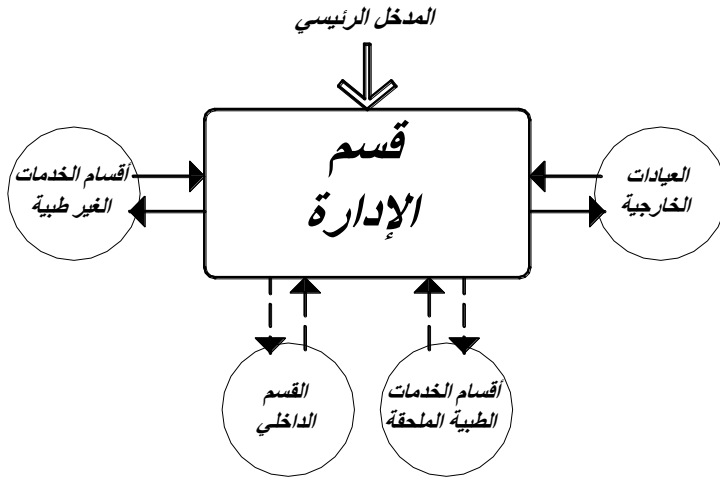 المدخل الرئيسي
قسم
الإدارة
أقسام الخدمات
الغير طبية
العيادات
الخارجية
القسم
الداخلي
أقسام الخدمات
الطبية الملحقة